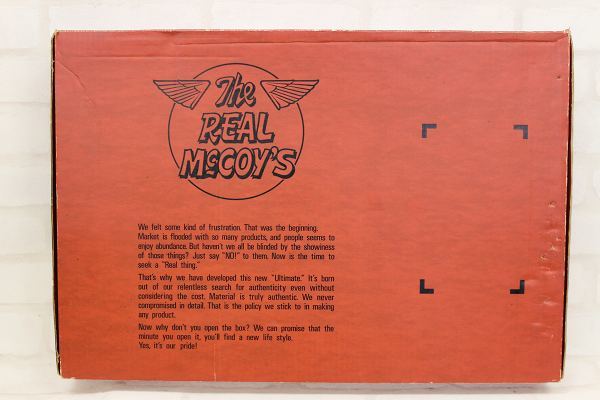 The
REAL
McCOY'S
We felt some kind of frustration. That was the beginning.
Market is flooded with so many products, and people seems to
enjoy abundance. But haven't we all be blinded by the showiness
of those things? Just say "NO!" to them. Now is the time to
seek a "Real thing."
That's why we have developed this new "Ultimate." It's born
out of our relentless search for authenticity even without
considering the cost. Material is truly authentic. We never
compromised in detail. That is the policy we stick to in making
any product.
Now why don't you open the box? We can promise that the
minute you open it, you'll find a new life style.
Yes, it's our pride!